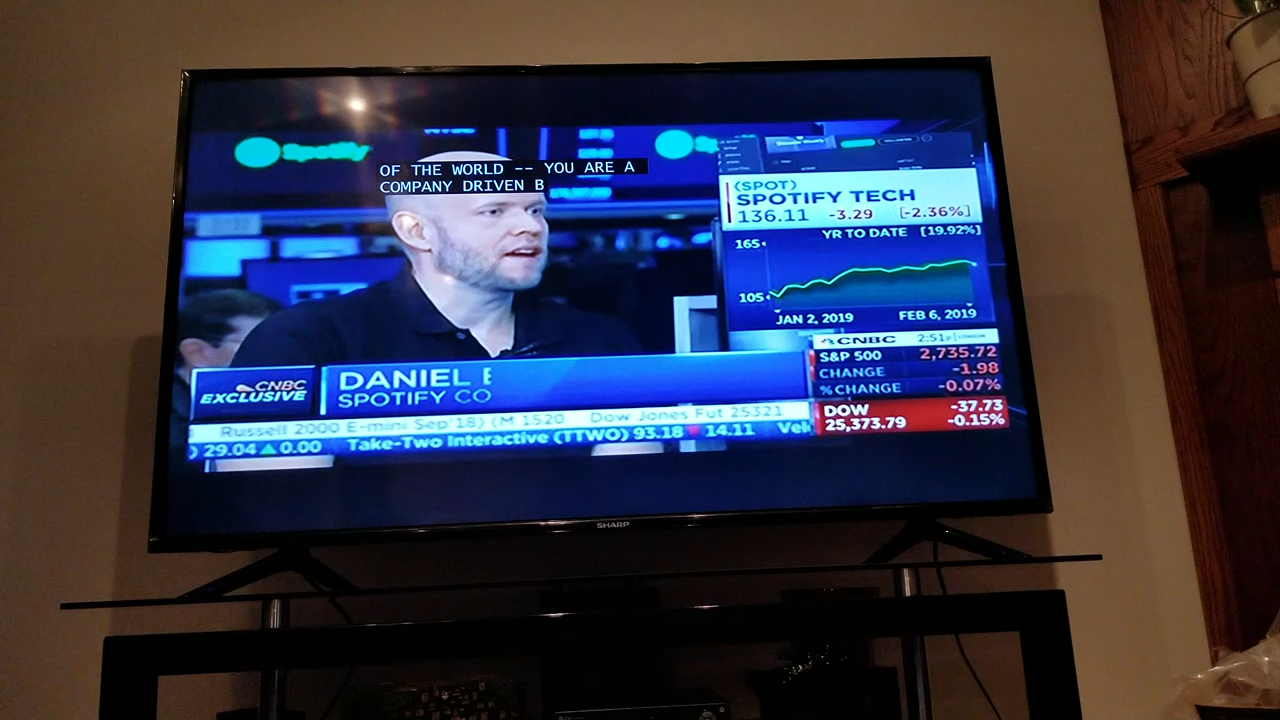 Spotify
OF THE WORLD -- YOU ARE A
COMPANY DRIVEN B
(SPOT)
SPOTIFY TECH
136.11 -3.29 [-2.36%]
YR TO DATE [19.92%]
165
105
JAN 2, 2019 FEB 6, 2019
CNBC 2:51P | LONDON
S&P 500 2,735.72
CHANGE -1.98
% CHANGE -0.07%
DOW -37.73
25,373.79 -0.15%
CNBC
EXCLUSIVE
DANIEL E
SPOTIFY CO
Russell 2000 E-mini Sep'18) (M 1520 Dow Jones Fut 25321
) 29.04 ▲ 0.00 Take-Two Interactive (TTWO) 93.18 ▼ 14.11 Vel
SHARP